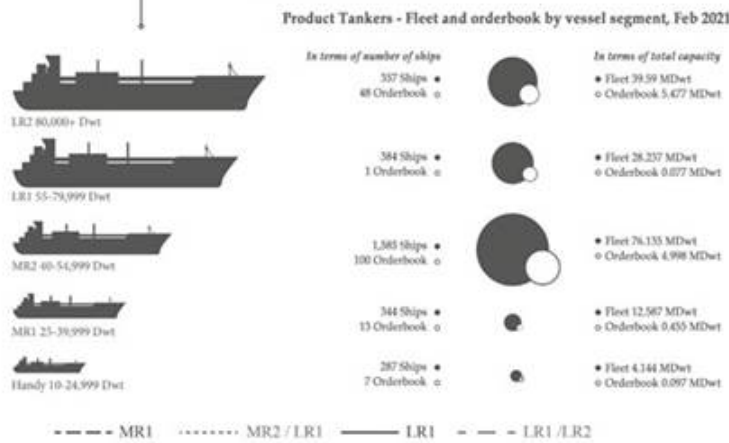 Product Tankers - Fleet and orderbook by vessel segment, Feb 2021
In terms of number of ships
In terms of total capacity
337 Ships
48 Orderbook
Fleet 39.59 MDwt
Orderbook 5.477 MDwt
LR2 80,000+ Dwt
384 Ships
1 Orderbook
Fleet 28.237 MDwt
Orderbook 0.077 MDwt
LR1 55-79,999 Dwt
1,585 Ships
100 Orderbook
Fleet 76.135 MDwt
Orderbook 4.998 MDwt
MR2 40-54,999 Dwt
344 Ships
13 Orderbook
Fleet 12.587 MDwt
Orderbook 0.455 MDwt
MR1 25-39,999 Dwt
287 Ships
7 Orderbook
Fleet 4.144 MDwt
Orderbook 0.097 MDwt
Handy 10-24,999 Dwt
MR1
MR2 / LR1
LR1
LR1 /LR2